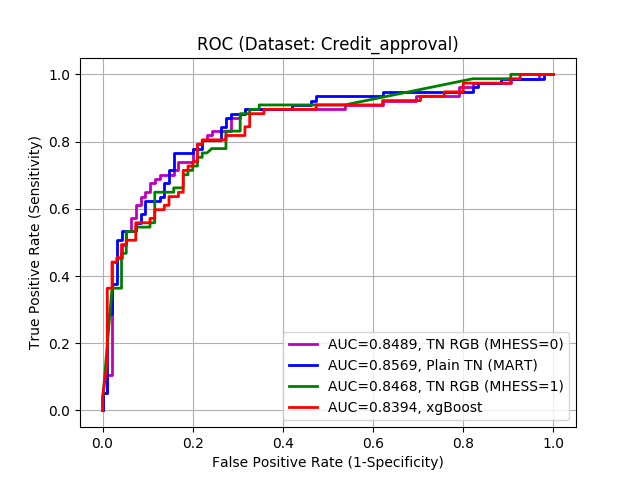 ROC (Dataset: Credit_approval)
True Positive Rate (Sensitivity)
1.0
0.8
0.6
0.4
0.2
0.0
AUC=0.8489, TN RGB (MHESS=0)
AUC=0.8569, Plain TN (MART)
AUC=0.8468, TN RGB (MHESS=1)
AUC=0.8394, xgBoost
0.0 0.2 0.4 0.6 0.8 1.0
False Positive Rate (1-Specificity)